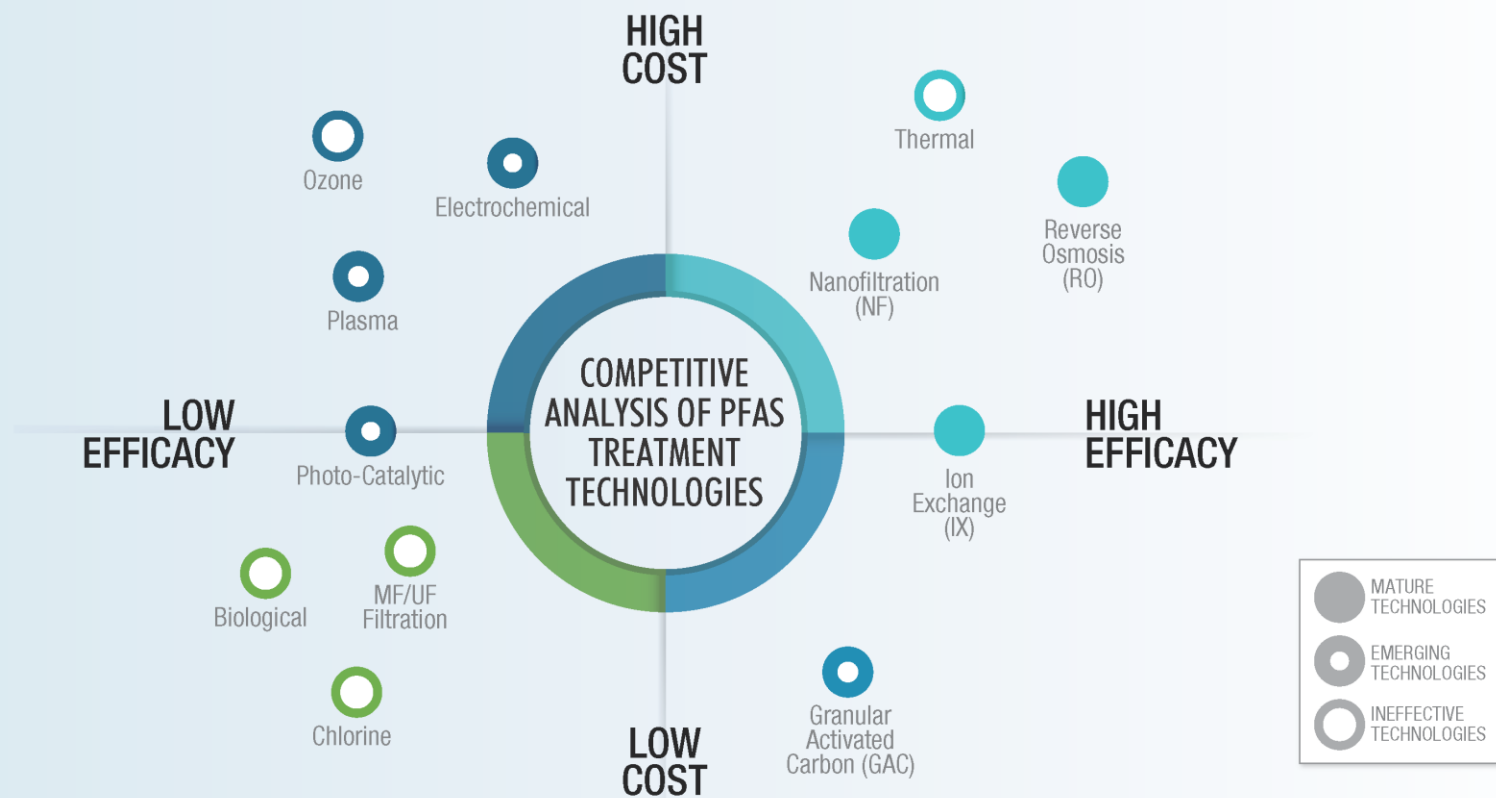 HIGH
COST
Ozone
Electrochemical
Thermal
Reverse
Osmosis
(RO)
Nanofiltration
(NF)
Plasma
COMPETITIVE
ANALYSIS OF PFAS
TREATMENT
TECHNOLOGIES
LOW
EFFICACY
HIGH
EFFICACY
Photo-Catalytic
Ion
Exchange
(IX)
Biological
MF/UF
Filtration
Chlorine
Granular
Activated
Carbon (GAC)
LOW
COST
MATURE
TECHNOLOGIES
EMERGING
TECHNOLOGIES
INEFFECTIVE
TECHNOLOGIES